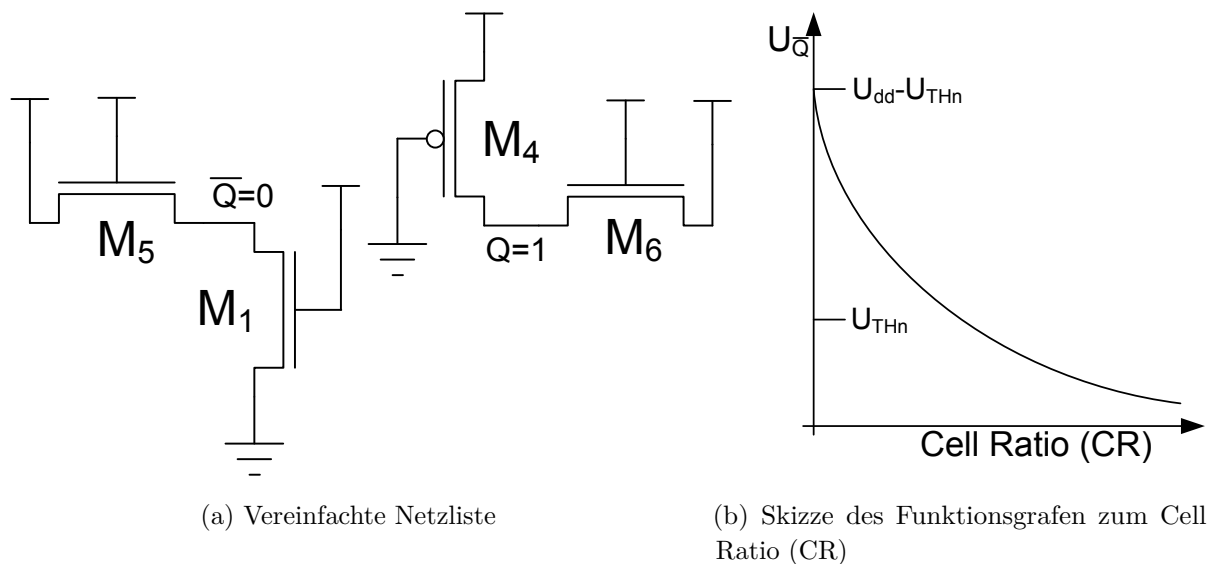 M5
Q̅=0
M1
M4
Q=1
M6
(a) Vereinfachte Netzliste
UQ̅
Udd-UTHn
UTHn
Cell Ratio (CR)
(b) Skizze des Funktionsgrafen zum Cell
Ratio (CR)